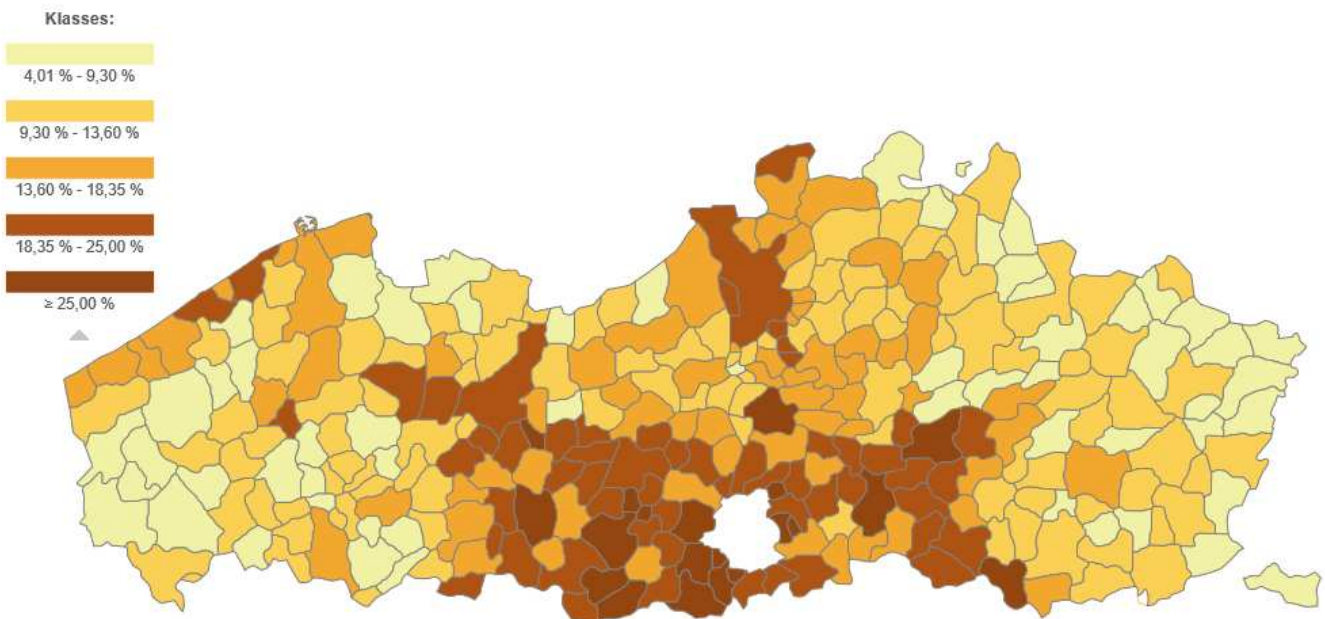 Klasses:
4,01 % - 9,30 %
9,30 % - 13,60 %
13,60 % - 18,35 %
18,35 % - 25,00 %
≥ 25,00 %